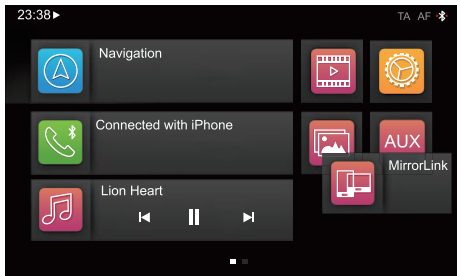 23:38
TA AF
Navigation
Connected with iPhone
AUX
MirrorLink
Lion Heart